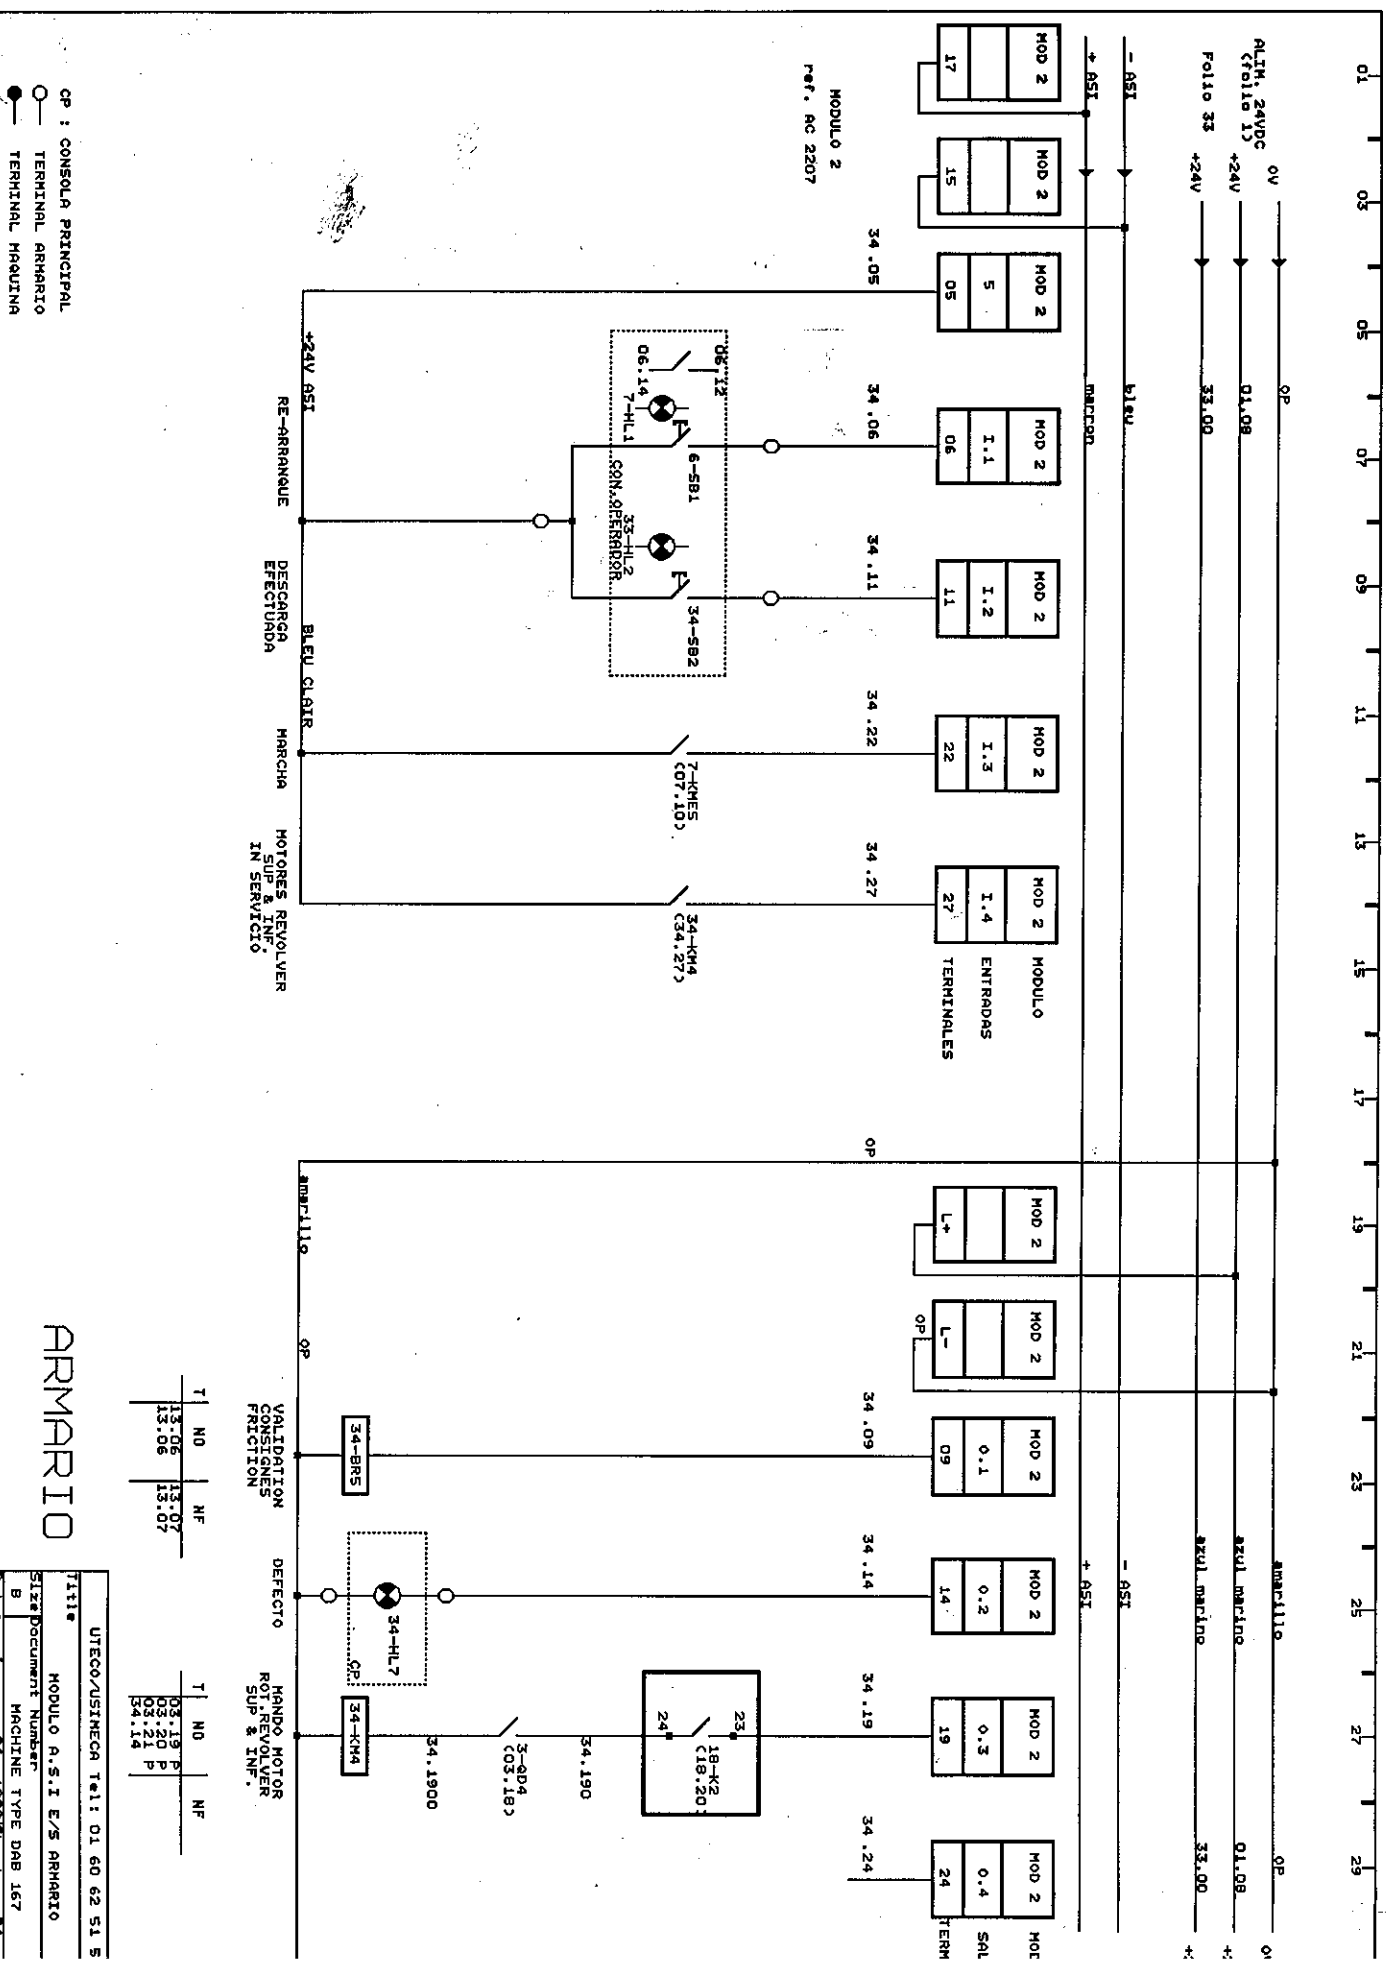 01
03
05
07
09
11
13
15
17
19
21
23
25
27
29
ALIM. 24VDC
(folio 1)
0V
+24V
Folio 33
+24V
0P
01.08
33.00
amarillo
azul marino
azul marino
0P
01.08
33.00
- ASI
+ ASI
bleu
marron
- ASI
+ ASI
MOD 2
17
MOD 2
15
MOD 2
5
05
MOD 2
I.1
06
MOD 2
I.2
11
MOD 2
I.3
22
MOD 2
I.4
27
MODULO
ENTRADAS
TERMINALES
MOD 2
L+
MOD 2
L-
0P
MOD 2
0.1
09
MOD 2
0.2
14
MOD 2
0.3
19
MOD 2
0.4
24
MOD
SAL
TERM
MODULO 2
ref. AC 2207
34 .05
34 .06
34 .11
34 .22
34 .27
0P
34 .09
34 .14
34 .19
34 .24
06.12
06.14
7-HL1
6-SB1
33-HL2
34-SB2
CON.OPERADOR
7-KMES
(07.10)
34-KM4
(34.27)
23
24
18-K2
(18.20)
34.190
3-QD4
(03.18)
34.1900
34-BR5
34-HL7
CP
34-KM4
+24V ASI
BLEU CLAIR
amarillo
0P
RE-ARRANQUE
DESCARGA
EFECTUADA
MARCHA
MOTORES REVOLVER
SUP & INF.
IN SERVICIO
VALIDATION
CONSIGNES
FRICTION
DEFECTO
MANDO MOTOR
ROT.REVOLVER
SUP & INF.
T NO NF
13.06 13.07
13.06 13.07
T NO NF
03.19 P
03.20 P
03.21 P
34.14
CP : CONSOLA PRINCIPAL
TERMINAL ARMARIO
TERMINAL MAQUINA
ARMARIO
UTECO/USIMECA Tel: 01 60 62 51 5
Title
MODULO A.S.I E/S ARMARIO
Size Document Number
B MACHINE TYPE DAB 167